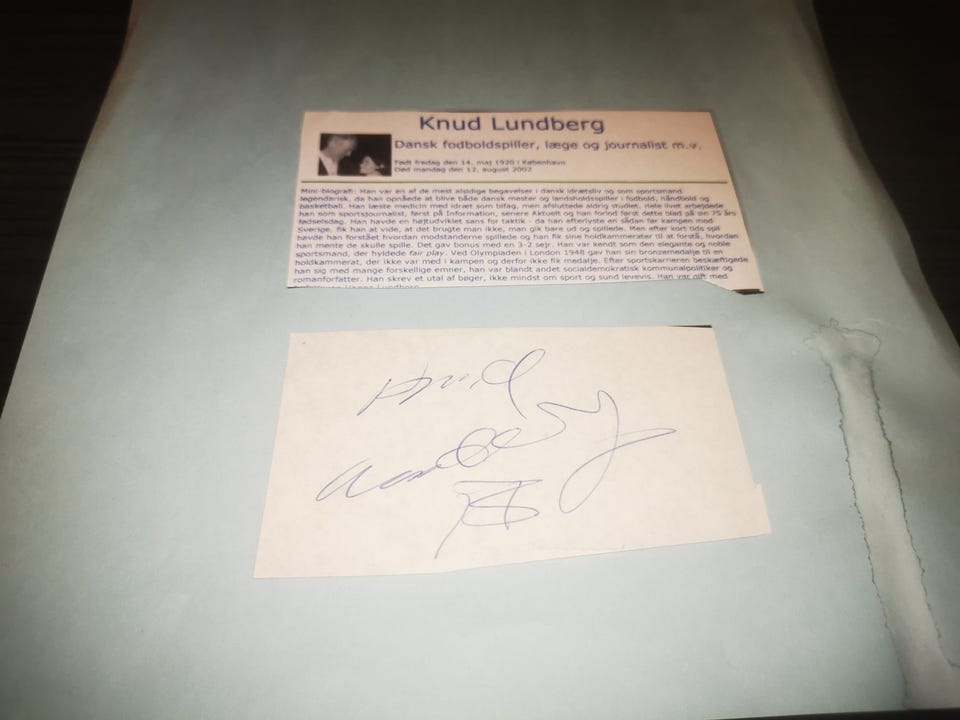 Knud Lundberg
Dansk fodboldspiller, læge og journalist m.v.
Født fredag den 14. maj 1920 i København
Død mandag den 12. august 2002
Mini-biografi: Han var en af de mest alsidige begavelser i dansk idrætsliv og som sportsmand
legendarisk, da han opnåede at blive både dansk mester og landsholdsspiller i fodbold, håndbold og
basketball. Han læste medicin med idræt som bifag, men afsluttede aldrig studiet. Hele livet arbejdede
han som sportsjournalist, først på Information, senere Aktuelt og han forlod først dette blad på sin 75 års
fødselsdag. Han havde en højtudviklet sans for taktik - da han efterlyste en sådan før kampen mod
Sverige, fik han at vide, at det brugte man ikke, man gik bare ud og spillede. Men efter kort tids spil
havde han forstået hvordan modstanderne spillede og han fik sine holdkammerater til at forstå, hvordan
han mente de skulle spille. Det gav bonus med en 3-2 sejr. Han var kendt som den elegante og noble
sportsmand, der hyldede fair play. Ved Olympiaden i London 1948 gav han sin bronzemedalje til en
holdkammerat, der ikke var med i kampen og derfor ikke fik medalje. Efter sportskarrieren beskæftigede
han sig med mange forskellige emner, han var blandt andet socialdemokratisk kommunalpolitiker og
romanforfatter. Han skrev et utal af bøger, ikke mindst om sport og sund levevis. Han var gift med
Hanne Lundberg
Knud